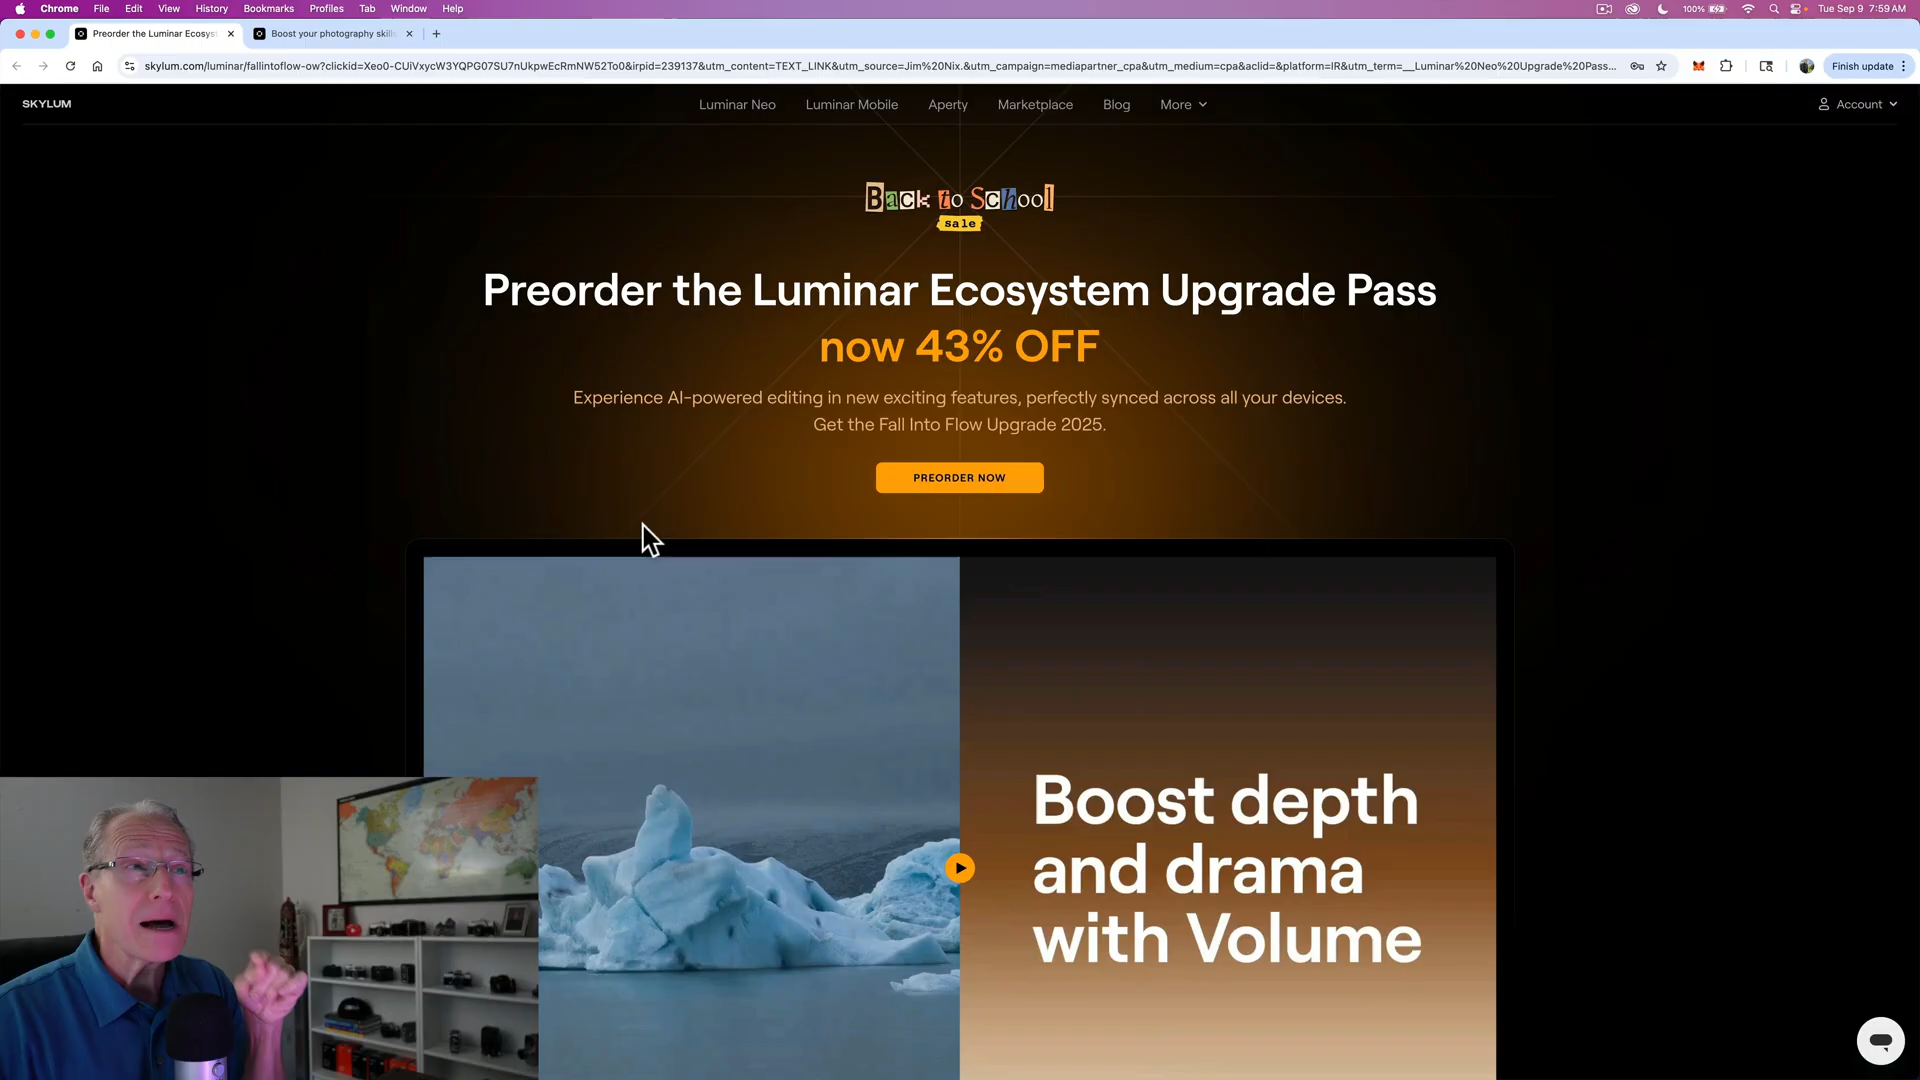 Chrome File Edit View History Bookmarks Profiles Tab Window Help 100% Tue Sep 9 7:59 AM
Preorder the Luminar Ecosyst Boost your photography skills
skylum.com/luminar/fallintoflow-ow?clickid=Xeo0-CUiVxycW3YQPG07SU7nUkpwEcRmNW52To0&irpid=239137&utm_content=TEXT_LINK&utm_source=Jim%20Nix.&utm_campaign=mediapartner_cpa&utm_medium=cpa&aclid=&platform=IR&utm_term=__Luminar%20Neo%20Upgrade%20Pass... Finish update
SKYLUM Luminar Neo Luminar Mobile Aperty Marketplace Blog More Account
Back to School
sale
Preorder the Luminar Ecosystem Upgrade Pass
now 43% OFF
Experience AI-powered editing in new exciting features, perfectly synced across all your devices.
Get the Fall Into Flow Upgrade 2025.
PREORDER NOW
Boost depth
and drama
with Volume